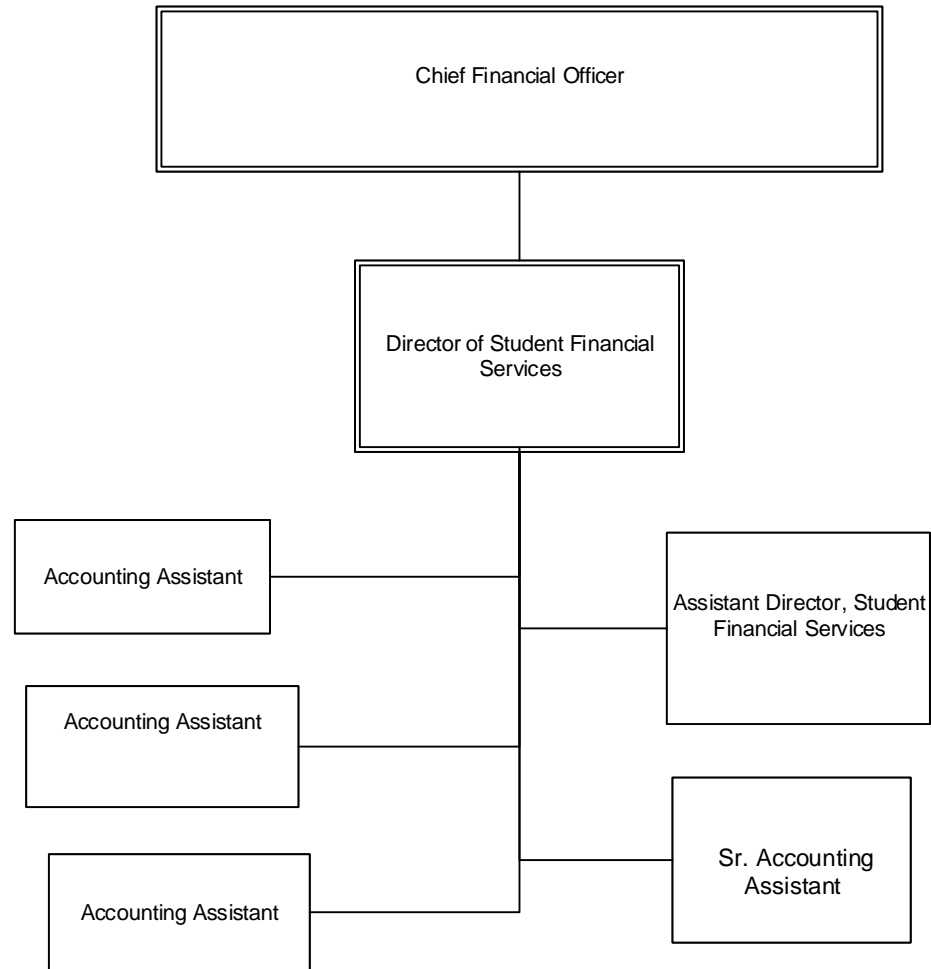 Chief Financial Officer
Director of Student Financial
Services
Accounting Assistant
Assistant Director, Student
Financial Services
Accounting Assistant
Sr. Accounting
Assistant
Accounting Assistant